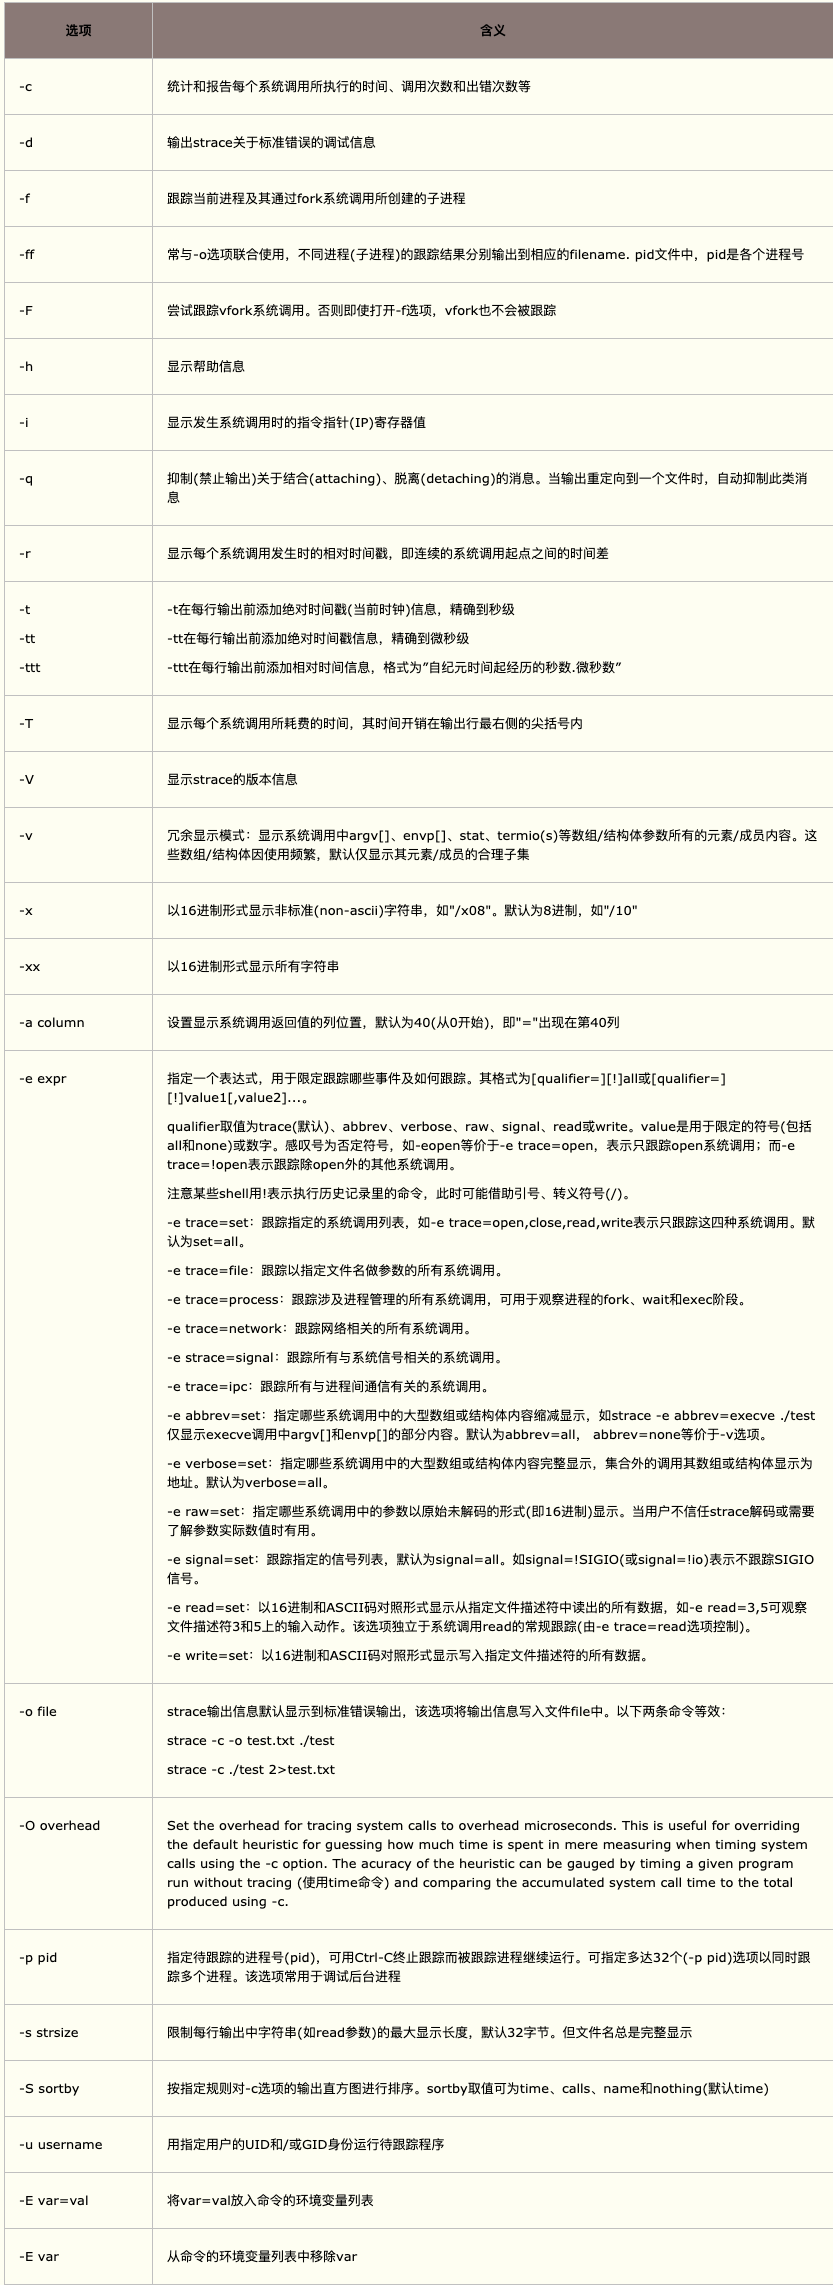 选项	含义
-c	统计和报告每个系统调用所执行的时间、调用次数和出错次数等
-d	输出strace关于标准错误的调试信息
-f	跟踪当前进程及其通过fork系统调用所创建的子进程
-ff	常与-o选项联合使用，不同进程(子进程)的跟踪结果分别输出到相应的filename. pid文件中，pid是各个进程号
-F	尝试跟踪vfork系统调用。否则即使打开-f选项，vfork也不会被跟踪
-h	显示帮助信息
-i	显示发生系统调用时的指令指针(IP)寄存器值
-q	抑制(禁止输出)关于结合(attaching)、脱离(detaching)的消息。当输出重定向到一个文件时，自动抑制此类消
息
-r	显示每个系统调用发生时的相对时间戳，即连续的系统调用起点之间的时间差
-t	-t在每行输出前添加绝对时间戳(当前时钟)信息，精确到秒级
-tt	-tt在每行输出前添加绝对时间戳信息，精确到微秒级
-ttt	-ttt在每行输出前添加相对时间信息，格式为”自纪元时间起经历的秒数.微秒数”
-T	显示每个系统调用所耗费的时间，其时间开销在输出行最右侧的尖括号内
-V	显示strace的版本信息
-v	冗余显示模式：显示系统调用中argv[]、envp[]、stat、termio(s)等数组/结构体参数所有的元素/成员内容。这
些数组/结构体因使用频繁，默认仅显示其元素/成员的合理子集
-x	以16进制形式显示非标准(non-ascii)字符串，如"/x08"。默认为8进制，如"/10"
-xx	以16进制形式显示所有字符串
-a column	设置显示系统调用返回值的列位置，默认为40(从0开始)，即"="出现在第40列
-e expr	指定一个表达式，用于限定跟踪哪些事件及如何跟踪。其格式为[qualifier=][!]all或[qualifier=]
[!]value1[,value2]...。
qualifier取值为trace(默认)、abbrev、verbose、raw、signal、read或write。value是用于限定的符号(包括
all和none)或数字。感叹号为否定符号，如-eopen等价于-e trace=open，表示只跟踪open系统调用；而-e
trace=!open表示跟踪除open外的其他系统调用。
注意某些shell用!表示执行历史记录里的命令，此时可能借助引号、转义符号(/)。
-e trace=set：跟踪指定的系统调用列表，如-e trace=open,close,read,write表示只跟踪这四种系统调用。默
认为set=all。
-e trace=file：跟踪以指定文件名做参数的所有系统调用。
-e trace=process：跟踪涉及进程管理的所有系统调用，可用于观察进程的fork、wait和exec阶段。
-e trace=network：跟踪网络相关的所有系统调用。
-e strace=signal：跟踪所有与系统信号相关的系统调用。
-e trace=ipc：跟踪所有与进程间通信有关的系统调用。
-e abbrev=set：指定哪些系统调用中的大型数组或结构体内容缩减显示，如strace -e abbrev=execve ./test
仅显示execve调用中argv[]和envp[]的部分内容。默认为abbrev=all， abbrev=none等价于-v选项。
-e verbose=set：指定哪些系统调用中的大型数组或结构体内容完整显示，集合外的调用其数组或结构体显示为
地址。默认为verbose=all。
-e raw=set：指定哪些系统调用中的参数以原始未解码的形式(即16进制)显示。当用户不信任strace解码或需要
了解参数实际数值时有用。
-e signal=set：跟踪指定的信号列表，默认为signal=all。如signal=!SIGIO(或signal=!io)表示不跟踪SIGIO
信号。
-e read=set：以16进制和ASCII码对照形式显示从指定文件描述符中读出的所有数据，如-e read=3,5可观察
文件描述符3和5上的输入动作。该选项独立于系统调用read的常规跟踪(由-e trace=read选项控制)。
-e write=set：以16进制和ASCII码对照形式显示写入指定文件描述符的所有数据。
-o file	strace输出信息默认显示到标准错误输出，该选项将输出信息写入文件file中。以下两条命令等效：
strace -c -o test.txt ./test
strace -c ./test 2>test.txt
-O overhead	Set the overhead for tracing system calls to overhead microseconds. This is useful for overriding
the default heuristic for guessing how much time is spent in mere measuring when timing system
calls using the -c option. The acuracy of the heuristic can be gauged by timing a given program
run without tracing (使用time命令) and comparing the accumulated system call time to the total
produced using -c.
-p pid	指定待跟踪的进程号(pid)，可用Ctrl-C终止跟踪而被跟踪进程继续运行。可指定多达32个(-p pid)选项以同时跟
踪多个进程。该选项常用于调试后台进程
-s strsize	限制每行输出中字符串(如read参数)的最大显示长度，默认32字节。但文件名总是完整显示
-S sortby	按指定规则对-c选项的输出直方图进行排序。sortby取值可为time、calls、name和nothing(默认time)
-u username	用指定用户的UID和/或GID身份运行待跟踪程序
-E var=val	将var=val放入命令的环境变量列表
-E var	从命令的环境变量列表中移除var